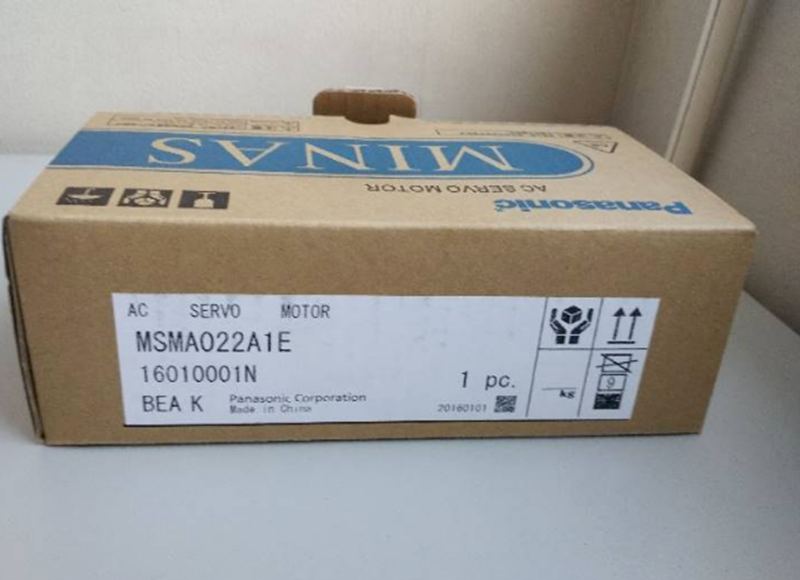 MINAS
AC SERVO MOTOR
Panasonic
AC SERVO MOTOR
MSMA022A1E
16010001N
1 pc.
BEA K
Panasonic Corporation
Made in China
20160101
kg
9